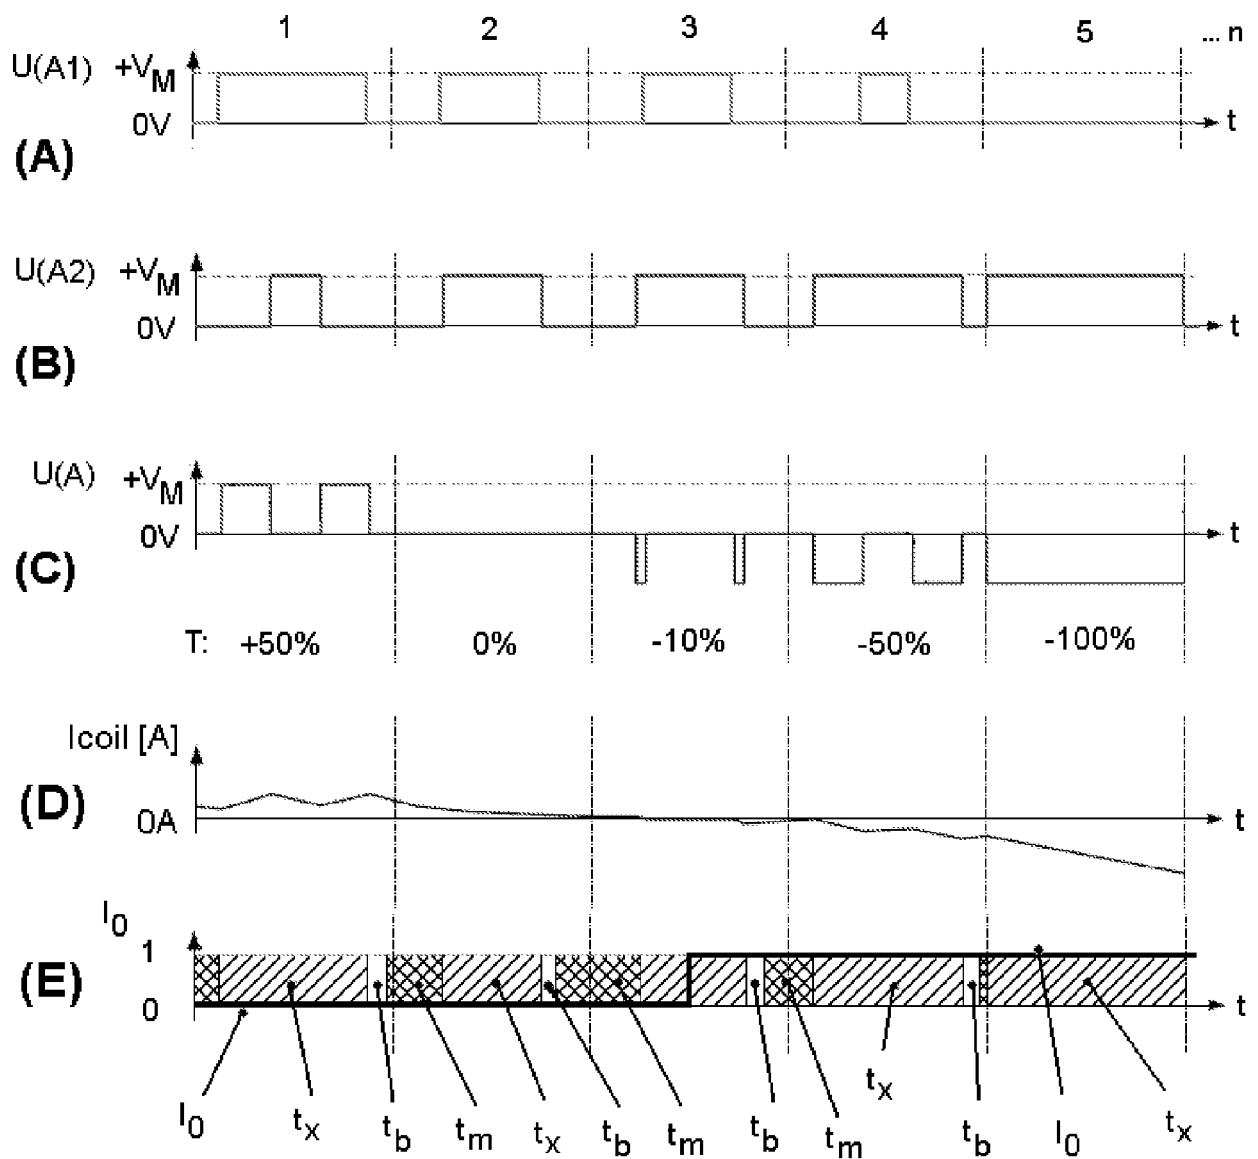 1 2 3 4 5 ... n
U(A1) +VM
0V t
(A)
U(A2) +VM
0V t
(B)
U(A) +VM
0V t
(C)
T: +50% 0% -10% -50% -100%
Icoil [A]
(D)
0A t
I0
1
(E)
0 t
I0 tx tb tm tx tb tm tb tm tx tb I0 tx